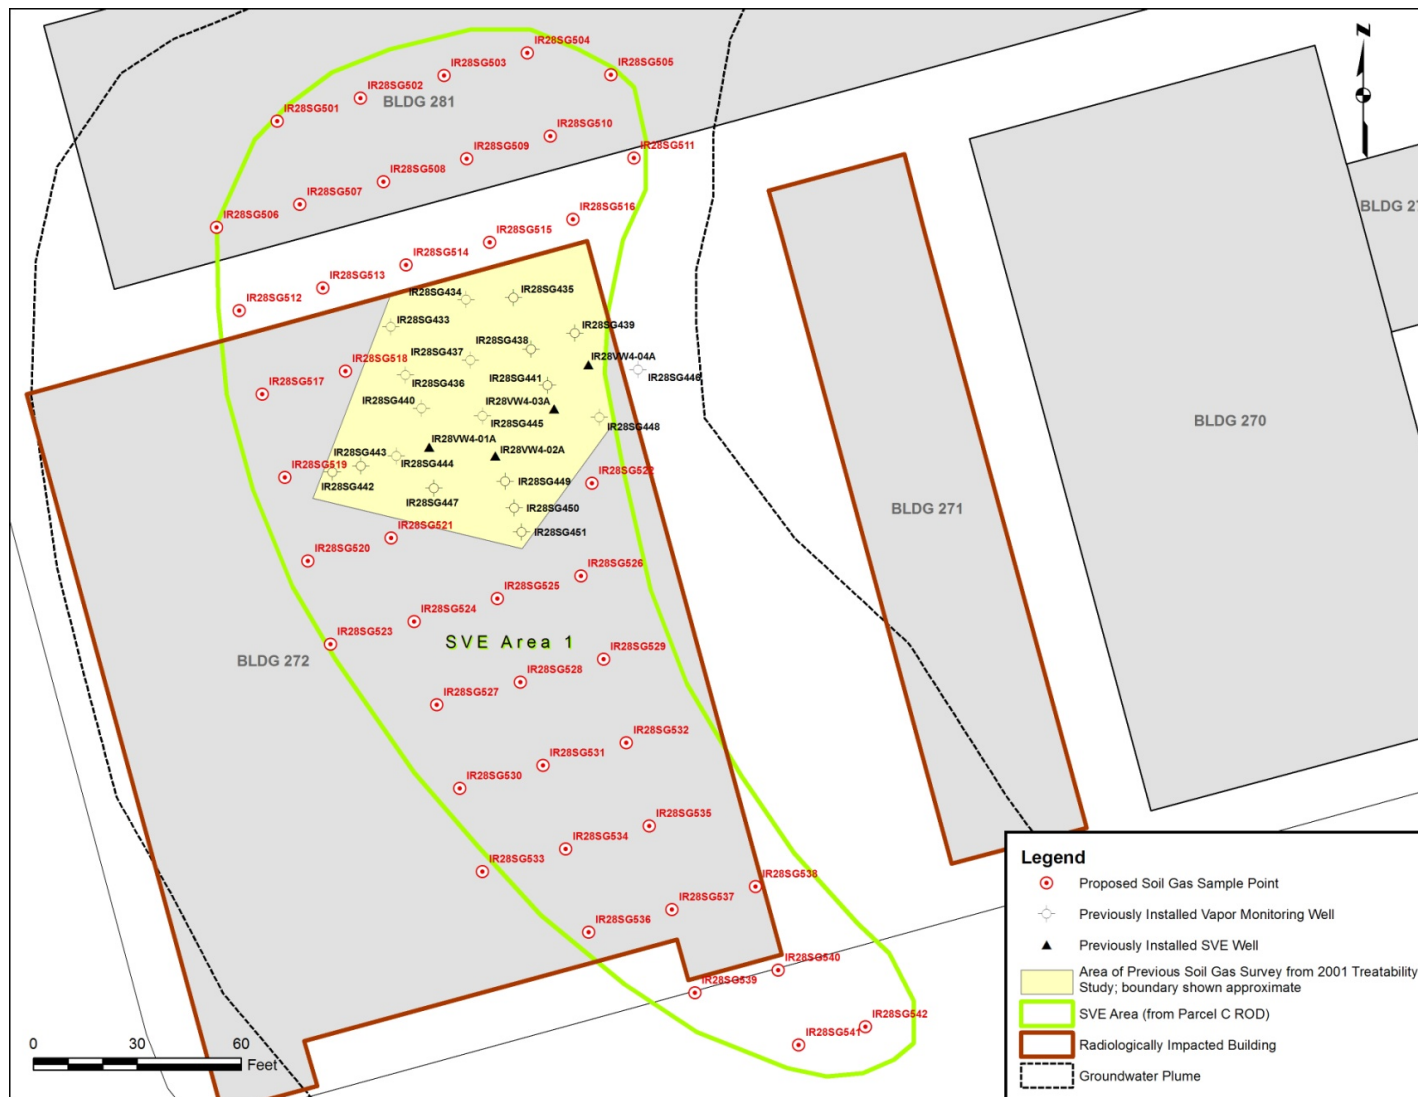 IR28SG504
IR28SG503
IR28SG505
IR28SG502
BLDG 281
IR28SG501
IR28SG510
IR28SG509
IR28SG511
IR28SG508
IR28SG507
IR28SG506
IR28SG516
IR28SG515
IR28SG514
IR28SG513
IR28SG512
Z
BLDG 27
IR28SG434
IR28SG435
IR28SG433
IR28SG439
IR28SG438
IR28SG437
IR28VW4-04A
IR28SG518
IR28SG446
IR28SG436
IR28SG441
IR28SG517
IR28VW4-03A
IR28SG440
IR28SG445
IR28SG448
IR28VW4-01A
IR28SG443
IR28VW4-02A
IR28SG444
IR28SG519
IR28SG442
IR28SG449
IR28SG522
IR28SG447
IR28SG450
IR28SG521
IR28SG451
IR28SG520
BLDG 270
BLDG 271
IR28SG526
IR28SG525
IR28SG524
IR28SG523
SVE Area 1
BLDG 272
IR28SG529
IR28SG528
IR28SG527
IR28SG532
IR28SG531
IR28SG530
IR28SG535
IR28SG534
IR28SG533
IR28SG538
IR28SG537
IR28SG536
IR28SG540
IR28SG539
IR28SG542
IR28SG541
0 30 60
Feet
Legend
Proposed Soil Gas Sample Point
Previously Installed Vapor Monitoring Well
Previously Installed SVE Well
Area of Previous Soil Gas Survey from 2001 Treatability
Study; boundary shown approximate
SVE Area (from Parcel C ROD)
Radiologically Impacted Building
Groundwater Plume